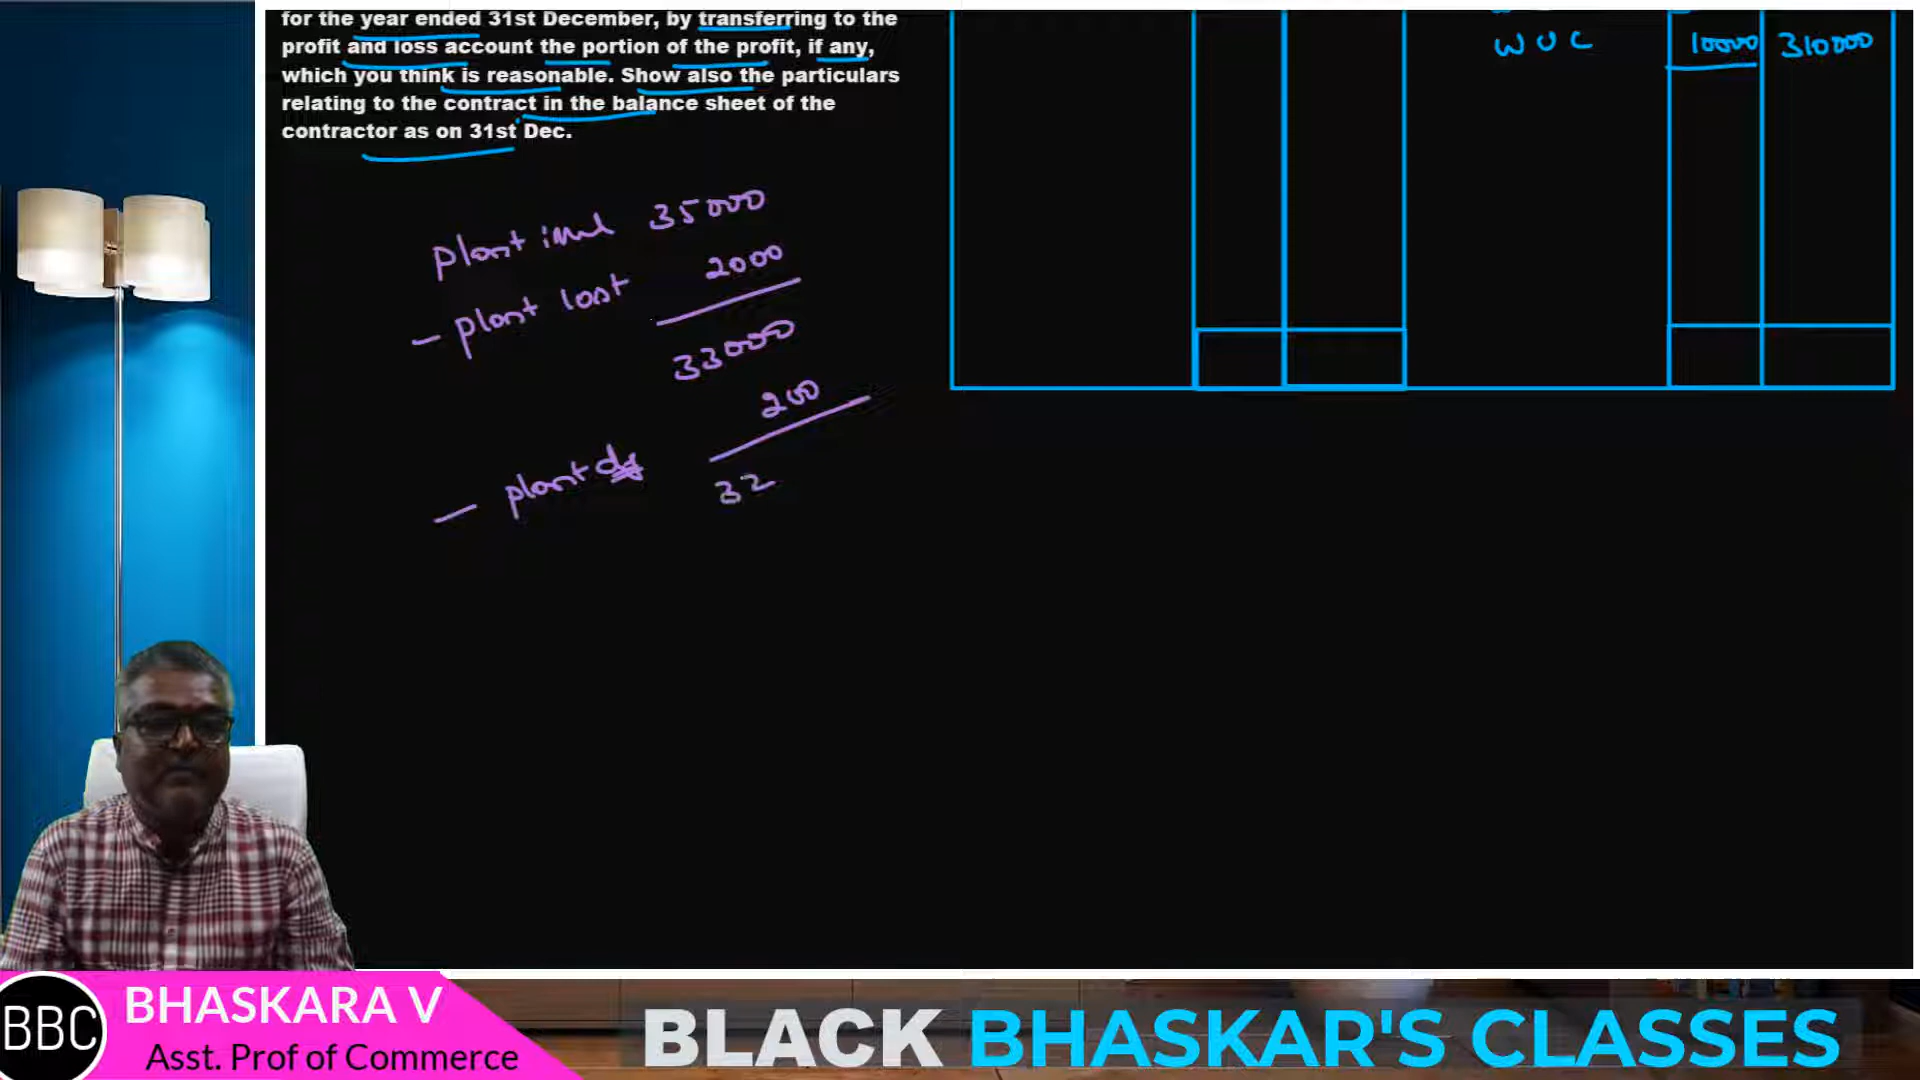 for the year ended 31st December, by transferring to the
profit and loss account the portion of the profit, if any,
which you think is reasonable. Show also the particulars
relating to the contract in the balance sheet of the
contractor as on 31st Dec.
W U C 10000 310000
plant 35000
2000
- plant lost
33000
200
- plant
32
BBC
BHASKARA V
Asst. Prof of Commerce
BLACK BHASKAR'S CLASSES